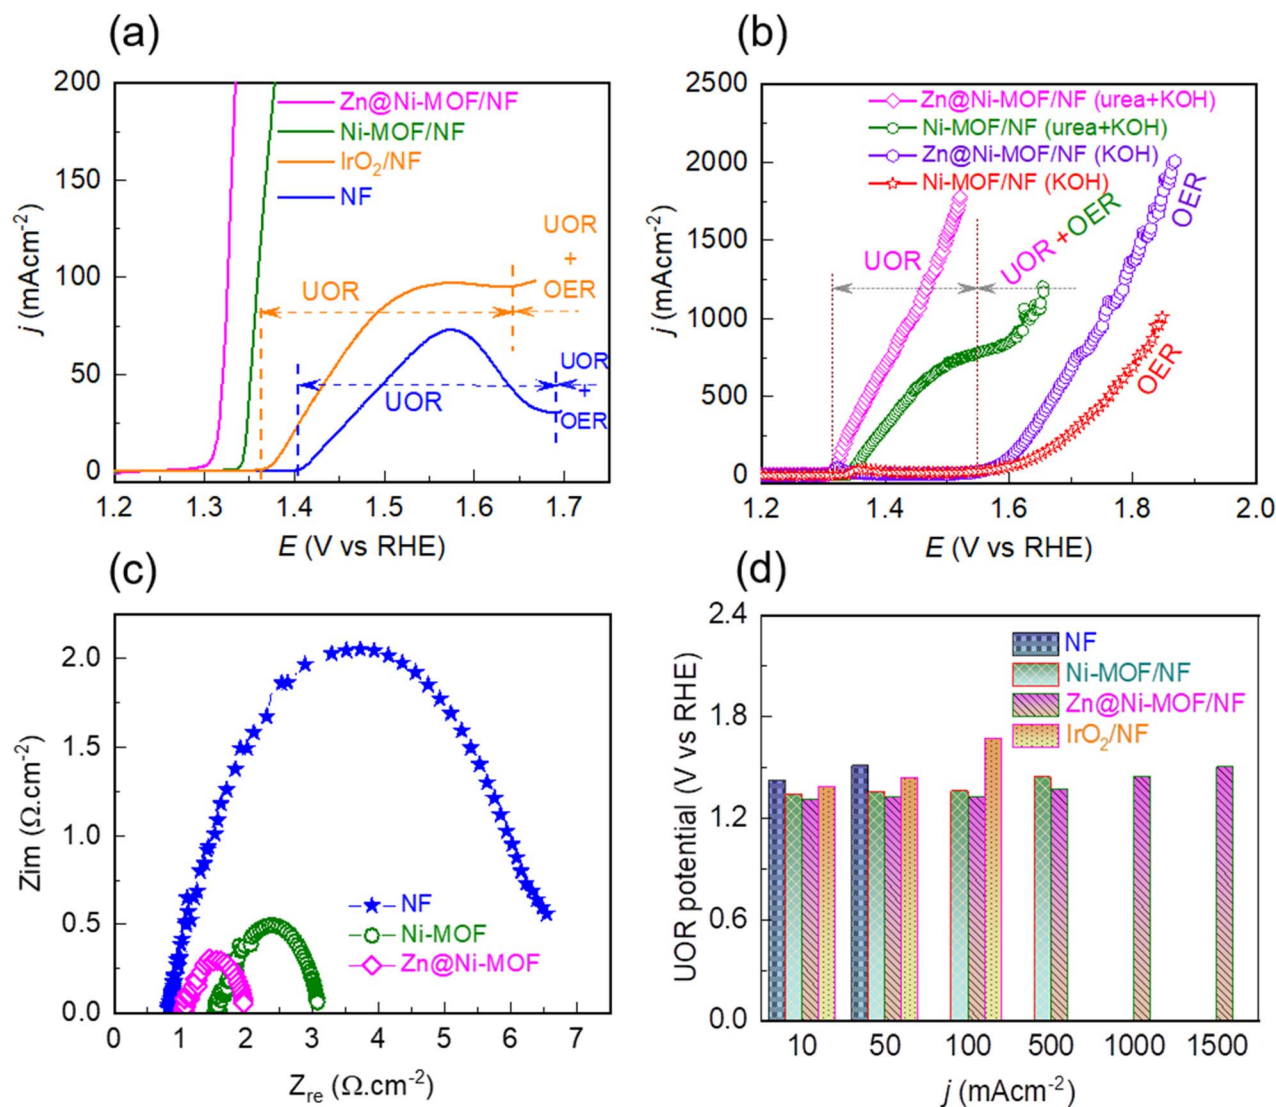 (a)
200
150
100
50
0
1.2 1.3 1.4 1.5 1.6 1.7
j (mAcm-2)
E (V vs RHE)
Zn@Ni-MOF/NF
Ni-MOF/NF
IrO2/NF
NF
UOR
UOR
+
OER
UOR
UOR
+
OER
(b)
2500
2000
1500
1000
500
0
1.2 1.4 1.6 1.8 2.0
j (mAcm-2)
E (V vs RHE)
Zn@Ni-MOF/NF (urea+KOH)
Ni-MOF/NF (urea+KOH)
Zn@Ni-MOF/NF (KOH)
Ni-MOF/NF (KOH)
UOR
UOR +OER
OER
OER
(c)
2.0
1.5
1.0
0.5
0.0
0 1 2 3 4 5 6 7
Zim (Ω.cm-2)
Zre (Ω.cm-2)
NF
Ni-MOF
Zn@Ni-MOF
(d)
2.4
1.8
1.2
0.6
0.0
10 50 100 500 1000 1500
UOR potential (V vs RHE)
j (mAcm-2)
NF
Ni-MOF/NF
Zn@Ni-MOF/NF
IrO2/NF